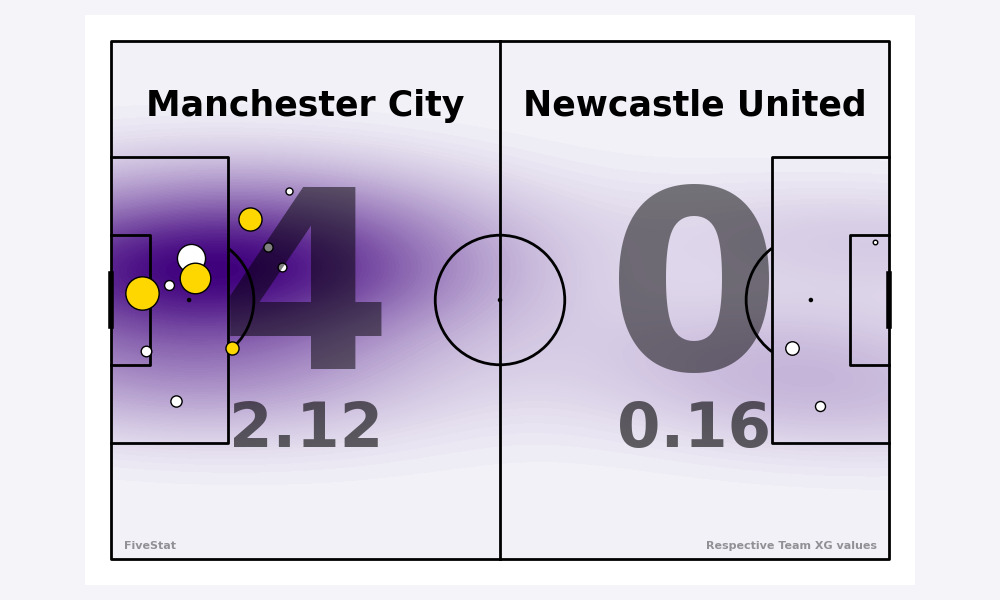 Manchester City
Newcastle United
4
0
2.12
0.16
FiveStat
Respective Team XG values